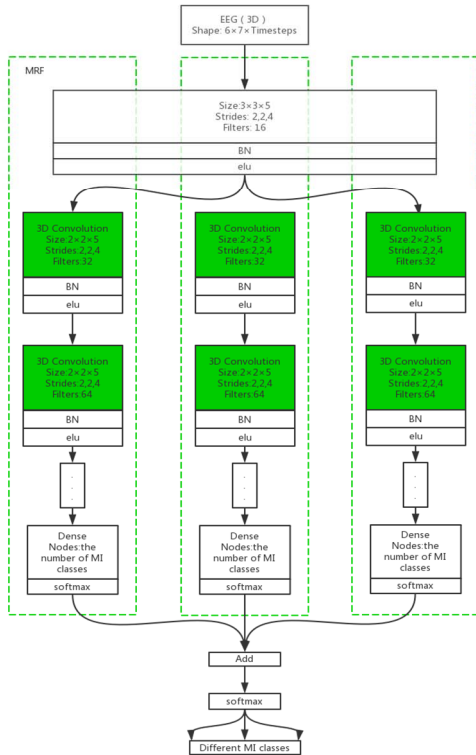 EEG (3D)
Shape: 6×7×Timesteps
MRF
Size:3×3×5
Strides: 2,2,4
Filters: 16
BN
elu
3D Convolution
Size:2×2×5
Strides:2,2,4
Filters:32
BN
elu
3D Convolution
Size:2×2×5
Strides:2,2,4
Filters:32
BN
elu
3D Convolution
Size:2×2×5
Strides:2,2,4
Filters:32
BN
elu
3D Convolution
Size:2×2×5
Strides:2,2,4
Filters:64
BN
elu
3D Convolution
Size:2×2×5
Strides:2,2,4
Filters:64
BN
elu
3D Convolution
Size:2×2×5
Strides:2,2,4
Filters:64
BN
elu
Dense
Nodes:the
number of MI
classes
softmax
Dense
Nodes:the
number of MI
classes
softmax
Dense
Nodes:the
number of MI
classes
softmax
Add
softmax
Different MI classes